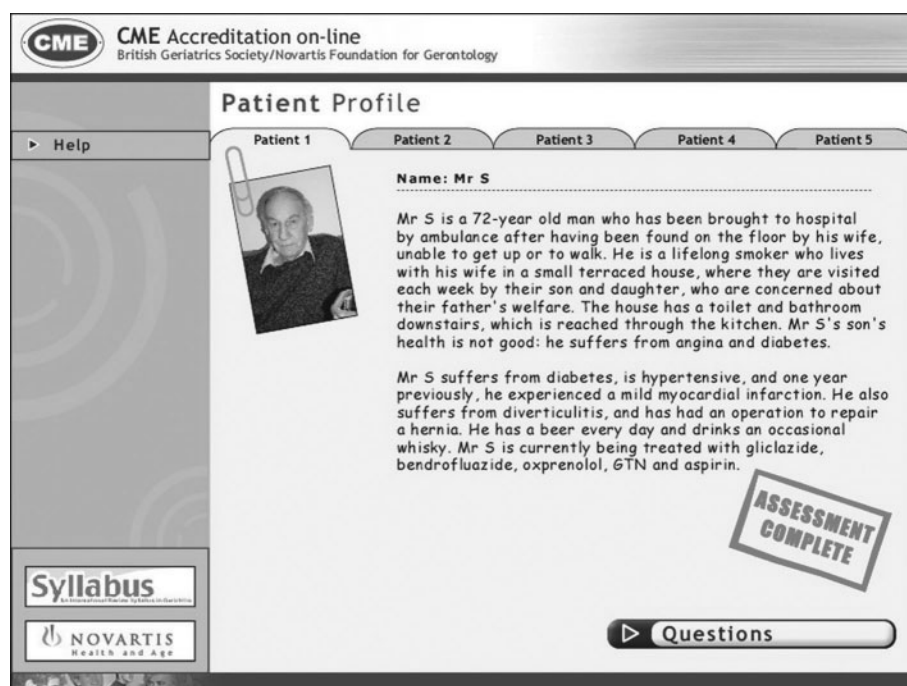 CME
CME Accreditation on-line
British Geriatrics Society/Novartis Foundation for Gerontology
Patient Profile
Help
Patient 1
Patient 2
Patient 3
Patient 4
Patient 5
Name: Mr S
Mr S is a 72-year old man who has been brought to hospital
by ambulance after having been found on the floor by his wife,
unable to get up or to walk. He is a lifelong smoker who lives
with his wife in a small terraced house, where they are visited
each week by their son and daughter, who are concerned about
their father's welfare. The house has a toilet and bathroom
downstairs, which is reached through the kitchen. Mr S's son's
health is not good: he suffers from angina and diabetes.
Mr S suffers from diabetes, is hypertensive, and one year
previously, he experienced a mild myocardial infarction. He also
suffers from diverticulitis, and has had an operation to repair
a hernia. He has a beer every day and drinks an occasional
whisky. Mr S is currently being treated with gliclazide,
bendrofluazide, oxprenolol, GTN and aspirin.
ASSESSMENT
COMPLETE
Syllabus
NOVARTIS
Health and Age
Questions